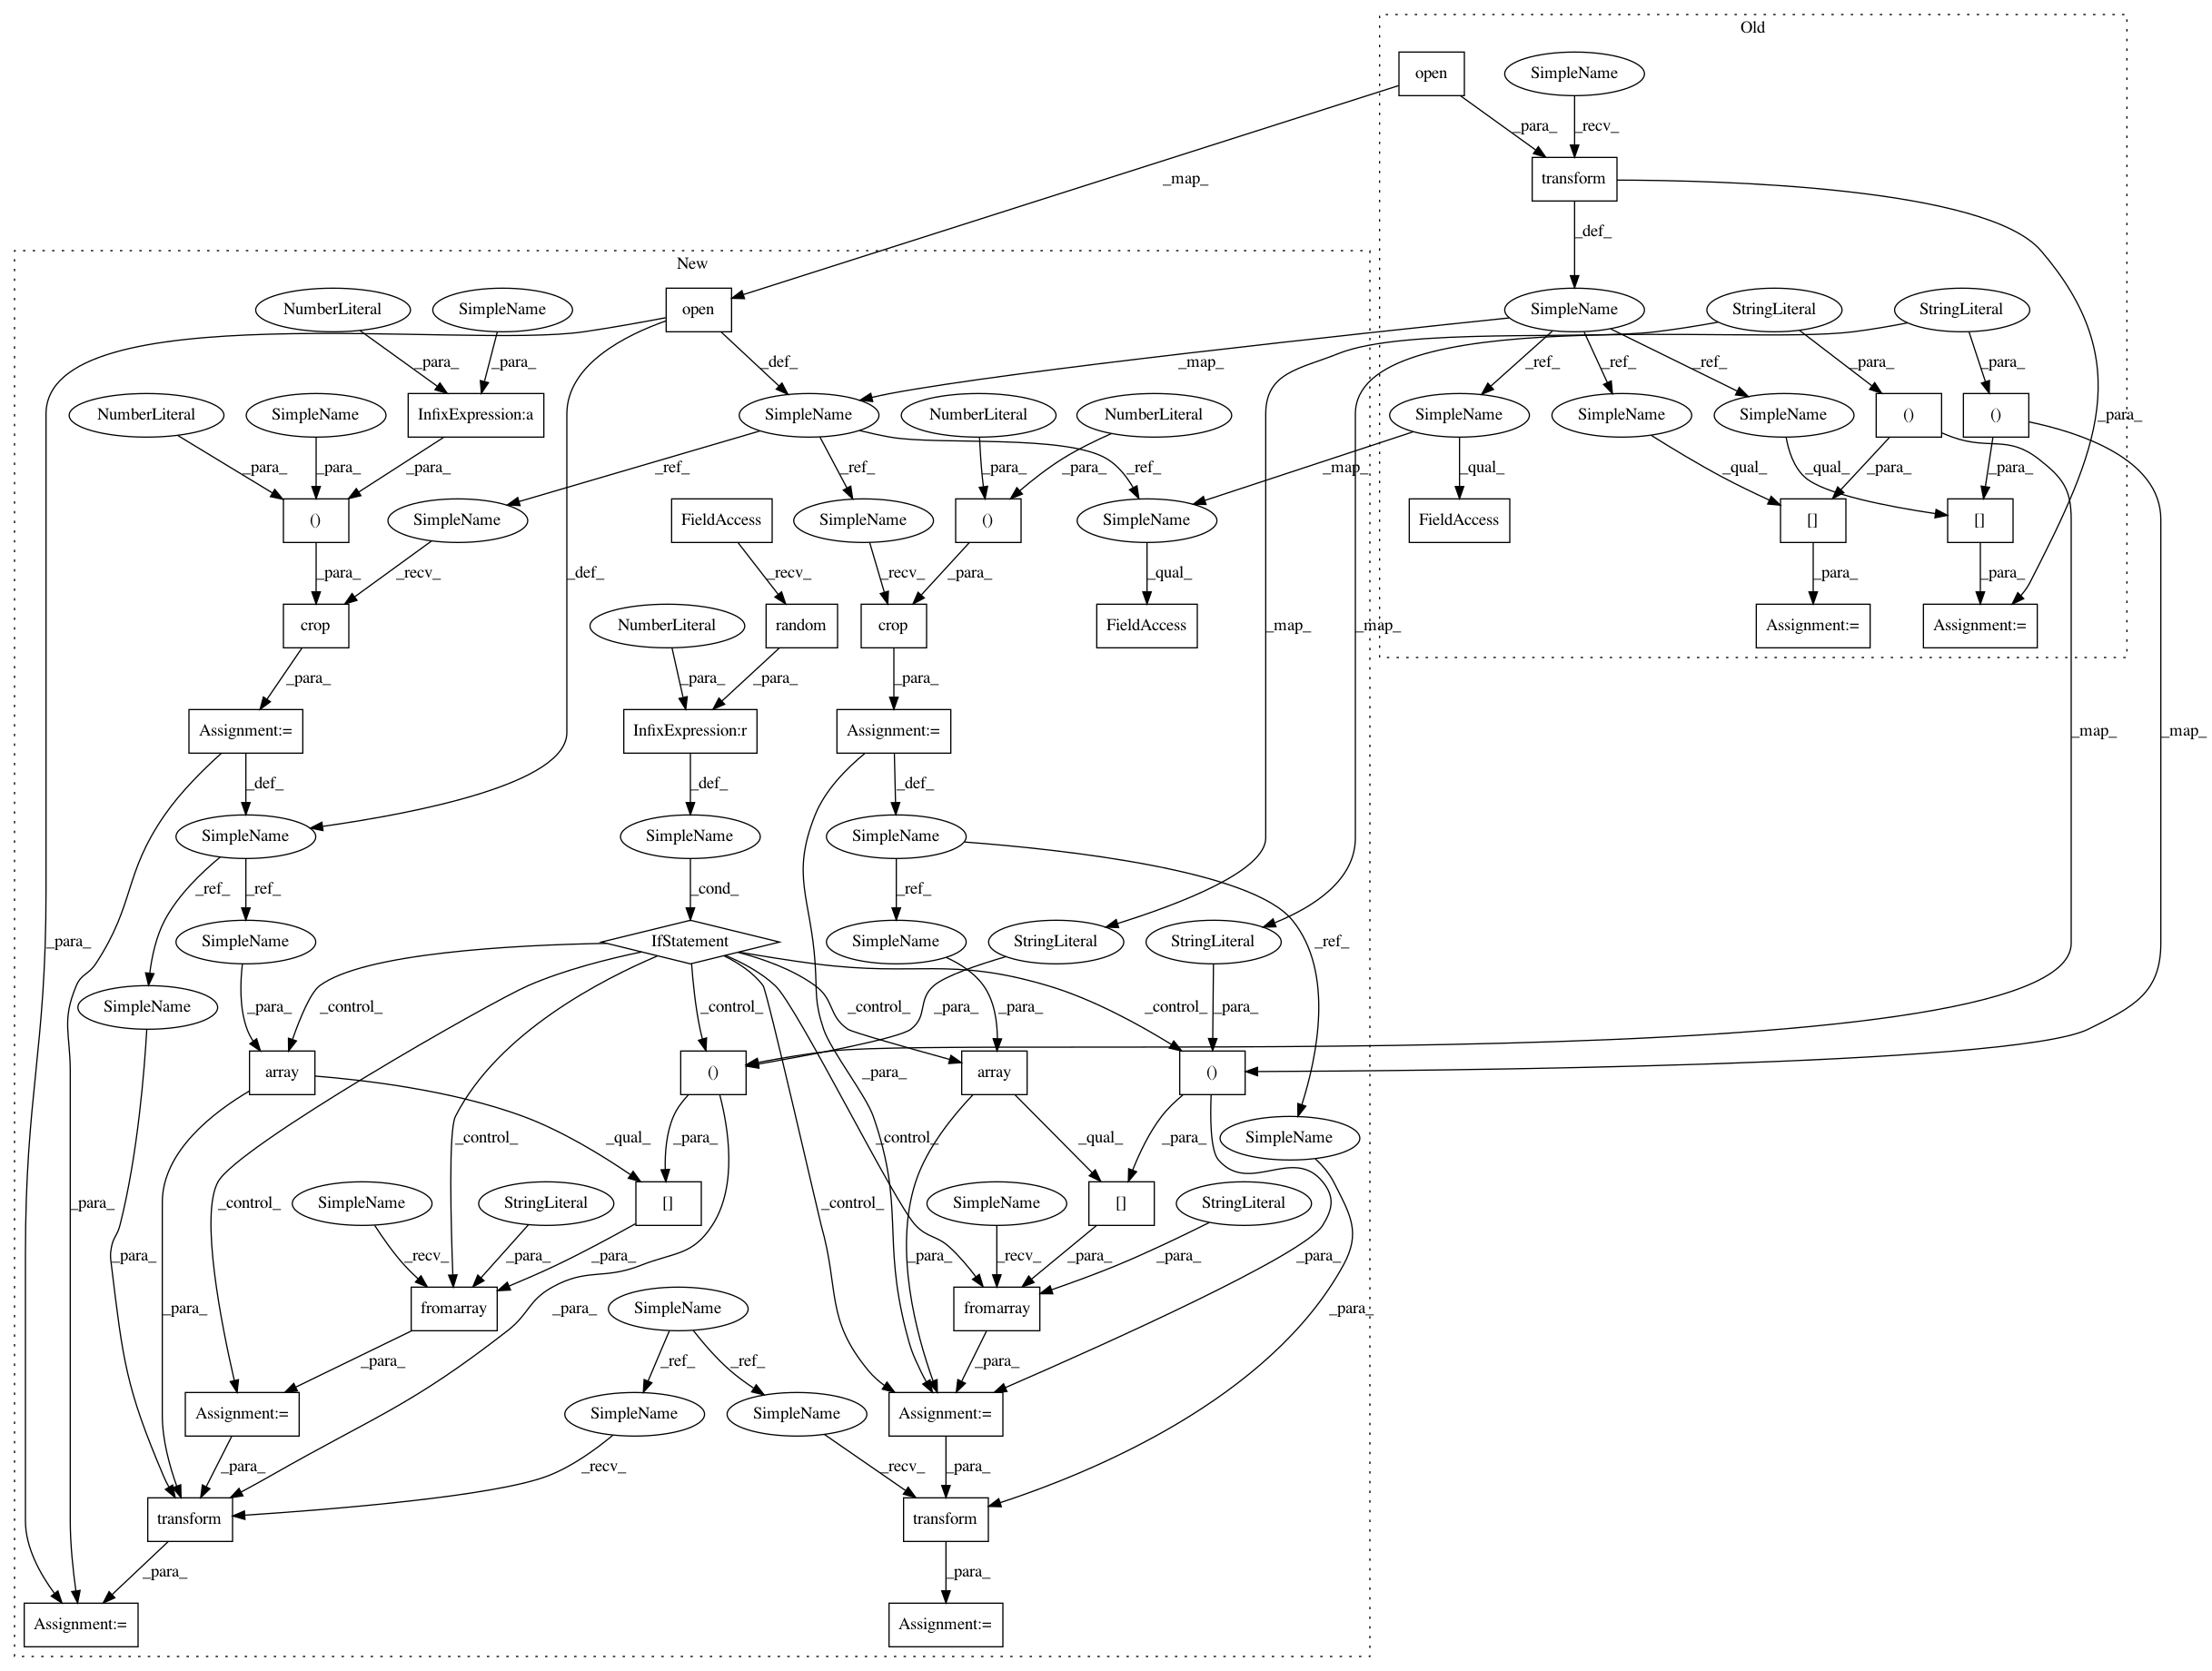 Old
open
SimpleName
_para_ _recv_
_map_ transform
_def_
New
NumberLiteral SimpleName open SimpleName StringLiteral StringLiteral
_para_ _para_ _def_ _map_ _ref_ _ref_ _ref_ _para_ _para_
NumberLiteral SimpleName InfixExpression:a SimpleName NumberLiteral NumberLiteral SimpleName SimpleName SimpleName () () _para_
_para_ _para_ _para_ _ref_ _ref_ _para_ _para_ _ref_ _map_ _qual_ _qual_ _qual_ _para_ _para_
() SimpleName FieldAccess SimpleName () SimpleName FieldAccess [] []
_para_ _recv_ _def_ _recv_ _recv_ _para_ _qual_ _para_ _para_
crop NumberLiteral random crop FieldAccess _map_ _map_ Assignment:= Assignment:=
_para_ _para_ _para_ _para_
Assignment:= InfixExpression:r Assignment:= _map_ _map_
_def_ _def_ _def_
SimpleName SimpleName SimpleName
_ref_ _ref_ _cond_ _ref_
_para_ SimpleName IfStatement SimpleName StringLiteral StringLiteral _ref_
SimpleName _para_ _control_ _control_ _control_ _para_ _para_ _control_ _para_
array () _para_ array ()
_control_ _qual_ _para_ _control_ _qual_ _para_ SimpleName
_para_ _control_ SimpleName StringLiteral [] _control_ SimpleName [] StringLiteral
_para_ _recv_ _para_ _para_ _para_ _recv_ _para_ _para_ _para_
_para_ fromarray SimpleName _para_ fromarray _para_
_para_ _ref_ _ref_ _para_
Assignment:= SimpleName SimpleName Assignment:=
_para_ _recv_ _recv_ _para_
transform transform
_para_ _para_
Assignment:= Assignment:=